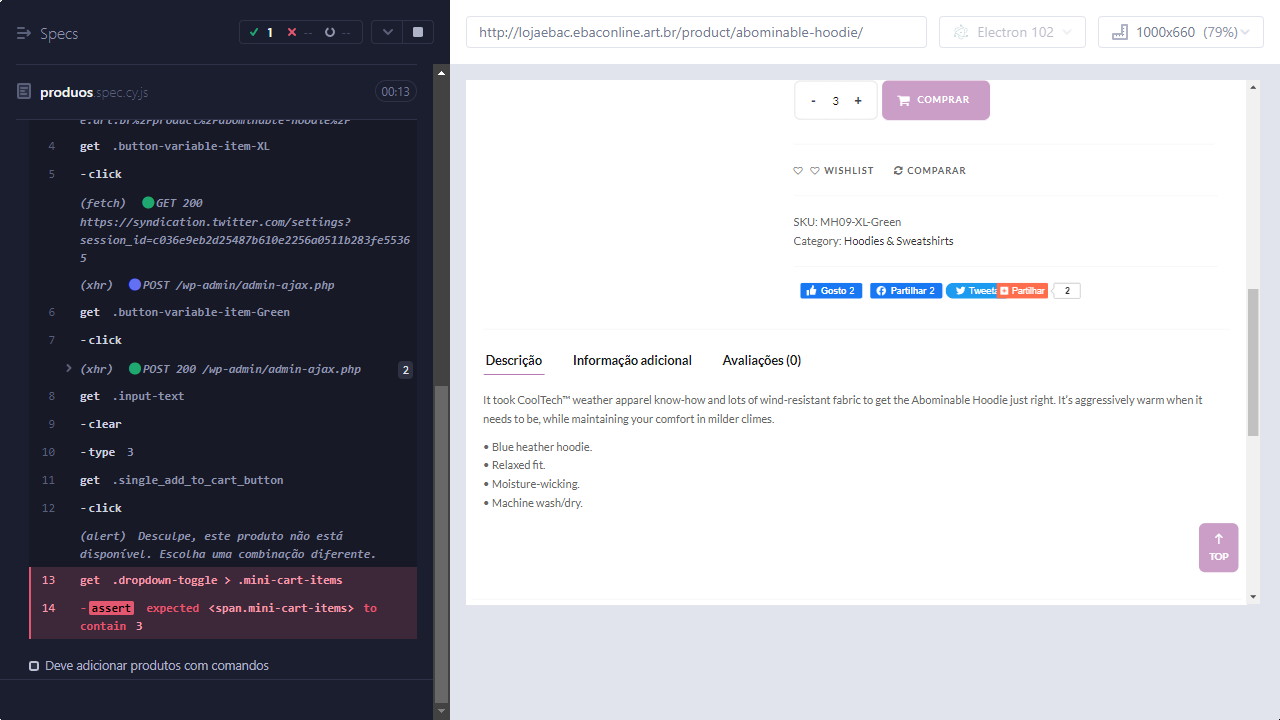 Specs
1
--
--
produos.spec.cy.js
00:13
e.art.br%2Fproduct%2Fabominable-hoodie%2F
4 get .button-variable-item-XL
5 -click
(fetch) GET 200
https://syndication.twitter.com/settings?
session_id=c036e9eb2d25487b610e2256a0511b283fe5536
5
(xhr) POST /wp-admin/admin-ajax.php
6 get .button-variable-item-Green
7 -click
(xhr) POST 200 /wp-admin/admin-ajax.php 2
8 get .input-text
9 -clear
10 -type 3
11 get .single_add_to_cart_button
12 -click
(alert) Desculpe, este produto não está
disponível. Escolha uma combinação diferente.
13 get .dropdown-toggle > .mini-cart-items
14 -assert expected <span.mini-cart-items> to
contain 3
Deve adicionar produtos com comandos
http://lojaebac.ebaconline.art.br/product/abominable-hoodie/
Electron 102
1000x660 (79%)
- 3 +
COMPRAR
WISHLIST
COMPARAR
SKU: MH09-XL-Green
Category: Hoodies & Sweatshirts
Gosto 2
Partilhar 2
Tweeta
Partilhar
2
Descrição
Informação adicional
Avaliações (0)
It took CoolTech™ weather apparel know-how and lots of wind-resistant fabric to get the Abominable Hoodie just right. It's aggressively warm when it
needs to be, while maintaining your comfort in milder climes.
• Blue heather hoodie.
• Relaxed fit.
• Moisture-wicking.
• Machine wash/dry.
TOP